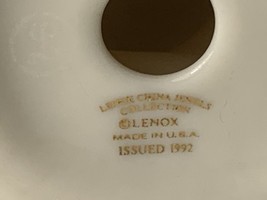 LENOX CHINA JEWELS
COLLECTION
©LENOX
MADE IN U.S.A.
ISSUED 1992